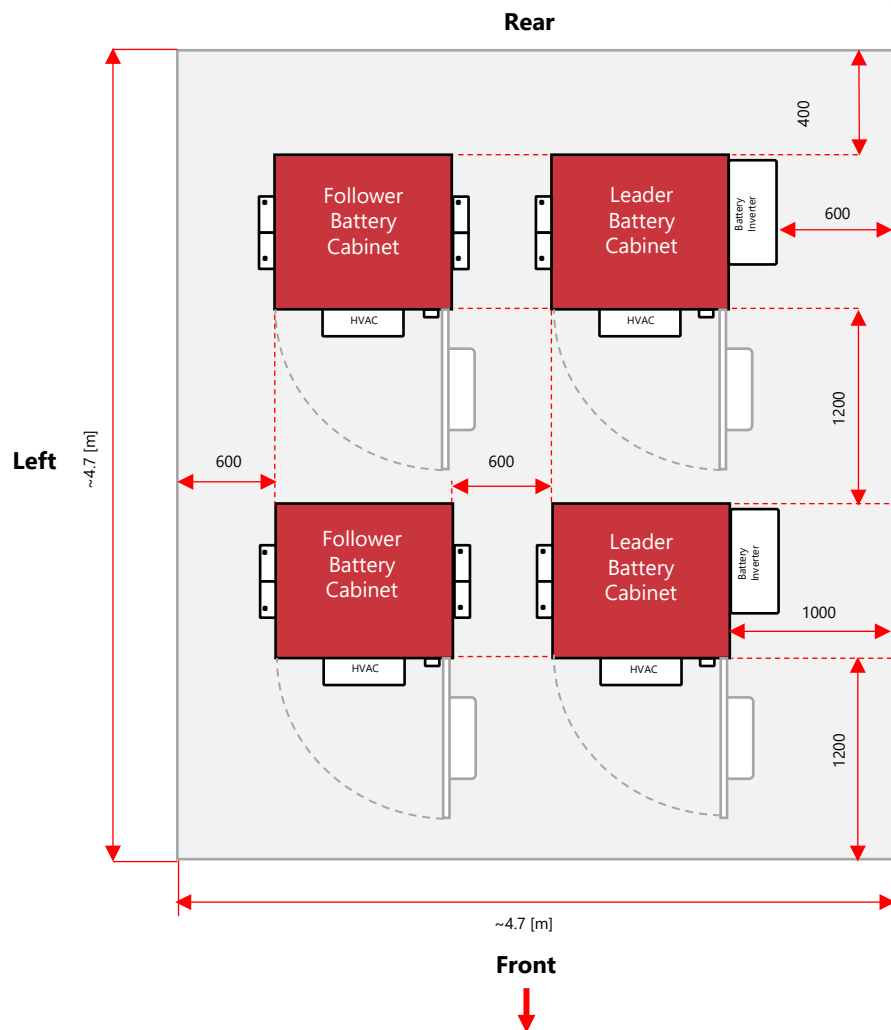 Rear
400
Follower
Battery
Cabinet
Leader
Battery
Cabinet
Battery
Inverter
600
HVAC
HVAC
1200
Left
~4.7 [m]
600
600
Follower
Battery
Cabinet
Leader
Battery
Cabinet
Battery
Inverter
1000
HVAC
HVAC
1200
~4.7 [m]
Front